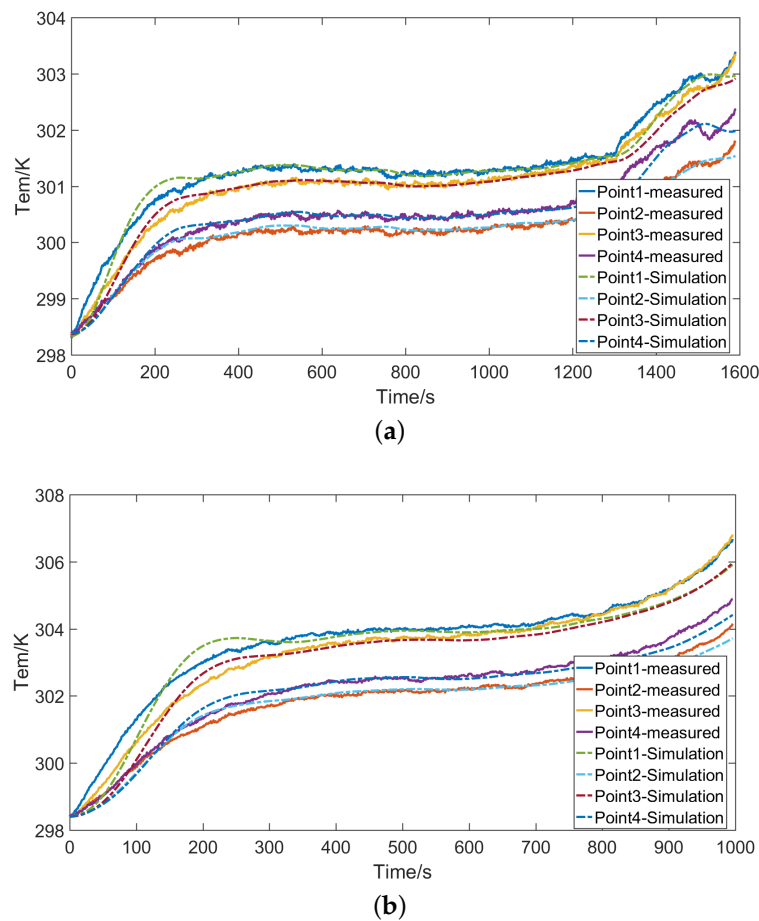 304
303
302
301
300
299
298
Tem/K
Point1-measured
Point2-measured
Point3-measured
Point4-measured
Point1-Simulation
Point2-Simulation
Point3-Simulation
Point4-Simulation
0 200 400 600 800 1000 1200 1400 1600
Time/s
(a)
308
306
304
302
300
298
Tem/K
Point1-measured
Point2-measured
Point3-measured
Point4-measured
Point1-Simulation
Point2-Simulation
Point3-Simulation
Point4-Simulation
0 100 200 300 400 500 600 700 800 900 1000
Time/s
(b)